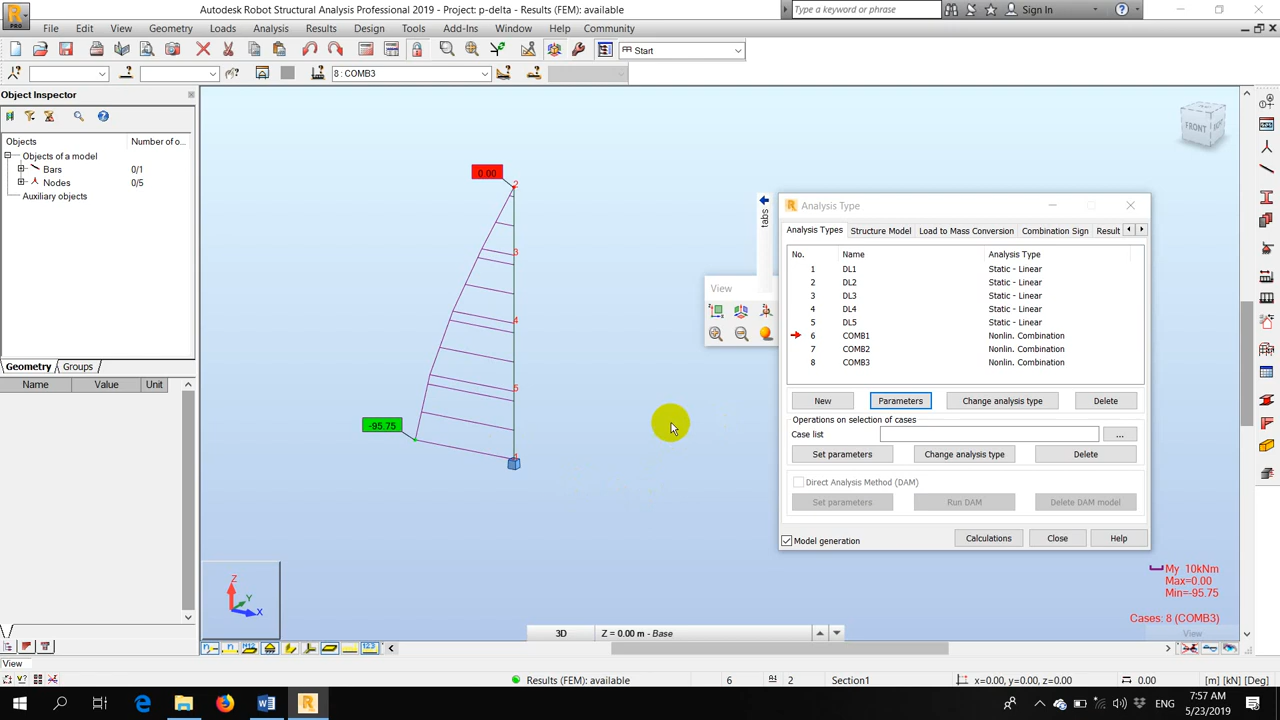 PRO
Autodesk Robot Structural Analysis Professional 2019 - Project: p-delta - Results (FEM): available
Type a keyword or phrase
Sign In
File Edit View Geometry Loads Analysis Results Design Tools Add-Ins Window Help Community
Start
8 : COMB3
Object Inspector
Objects Number of o...
Objects of a model
Bars 0/1
Nodes 0/5
Auxiliary objects
Geometry Groups
Name Value Unit
0.00
2
3
4
5
-95.75
1
FRONT
tabs
View
Analysis Type
Analysis Types Structure Model Load to Mass Conversion Combination Sign Result
No. Name Analysis Type
1 DL1 Static - Linear
2 DL2 Static - Linear
3 DL3 Static - Linear
4 DL4 Static - Linear
5 DL5 Static - Linear
6 COMB1 Nonlin. Combination
7 COMB2 Nonlin. Combination
8 COMB3 Nonlin. Combination
New Parameters Change analysis type Delete
Operations on selection of cases
Case list ...
Set parameters Change analysis type Delete
Direct Analysis Method (DAM)
Set parameters Run DAM Delete DAM model
Model generation Calculations Close Help
My 10kNm
Max=0.00
Min=-95.75
Cases: 8 (COMB3)
Z
Y
X
3D Z = 0.00 m - Base
View
View
Results (FEM): available 6 2 Section1 x=0.00, y=0.00, z=0.00 0.00 [m] [kN] [Deg]
ENG
7:57 AM
5/23/2019